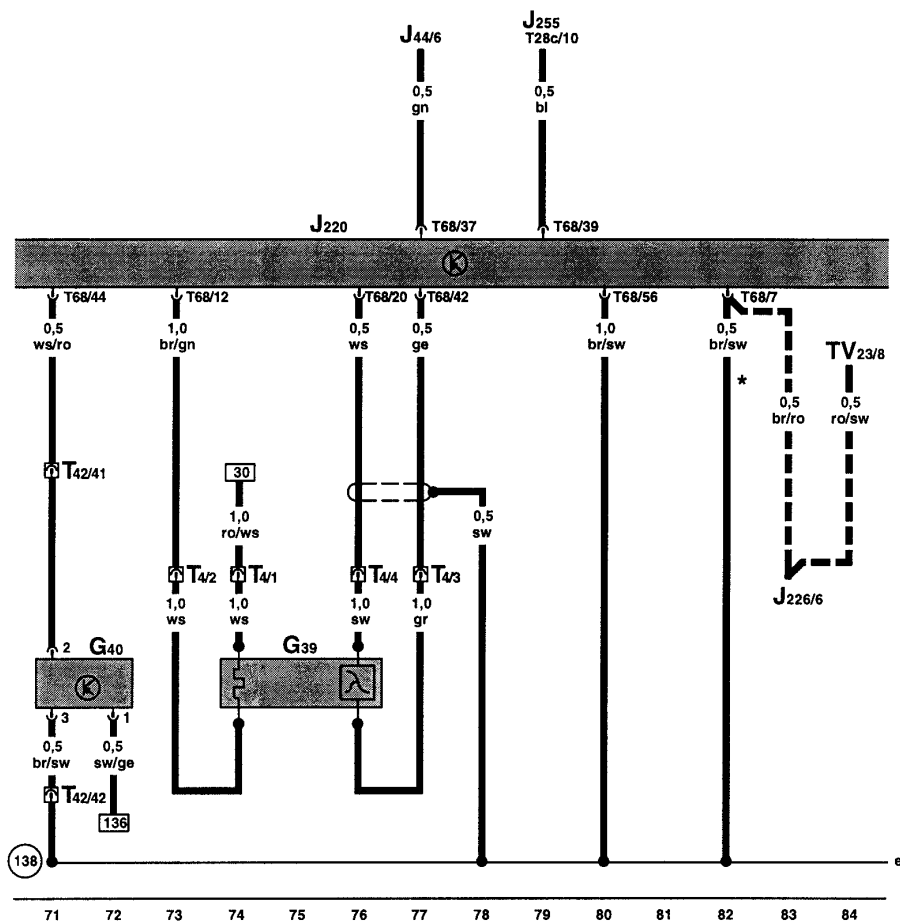 J44/6 J255
T28c/10
0,5 0,5
gn bl
J220 T68/37 T68/39
K
T68/44 T68/12 T68/20 T68/42 T68/56 T68/7
0,5 1,0 0,5 0,5 1,0 0,5
ws/ro br/gn ws ge br/sw br/sw
TV23/8
*
0,5 0,5
br/ro ro/sw
T42/41 30
1,0 0,5
ro/ws sw
T4/2 T4/1 T4/4 T4/3
J226/6
1,0 1,0 1,0 1,0
ws ws sw gr
2 G40 G39
K
3 1
0,5 0,5
br/sw sw/ge
T42/42
136
138 e
71 72 73 74 75 76 77 78 79 80 81 82 83 84